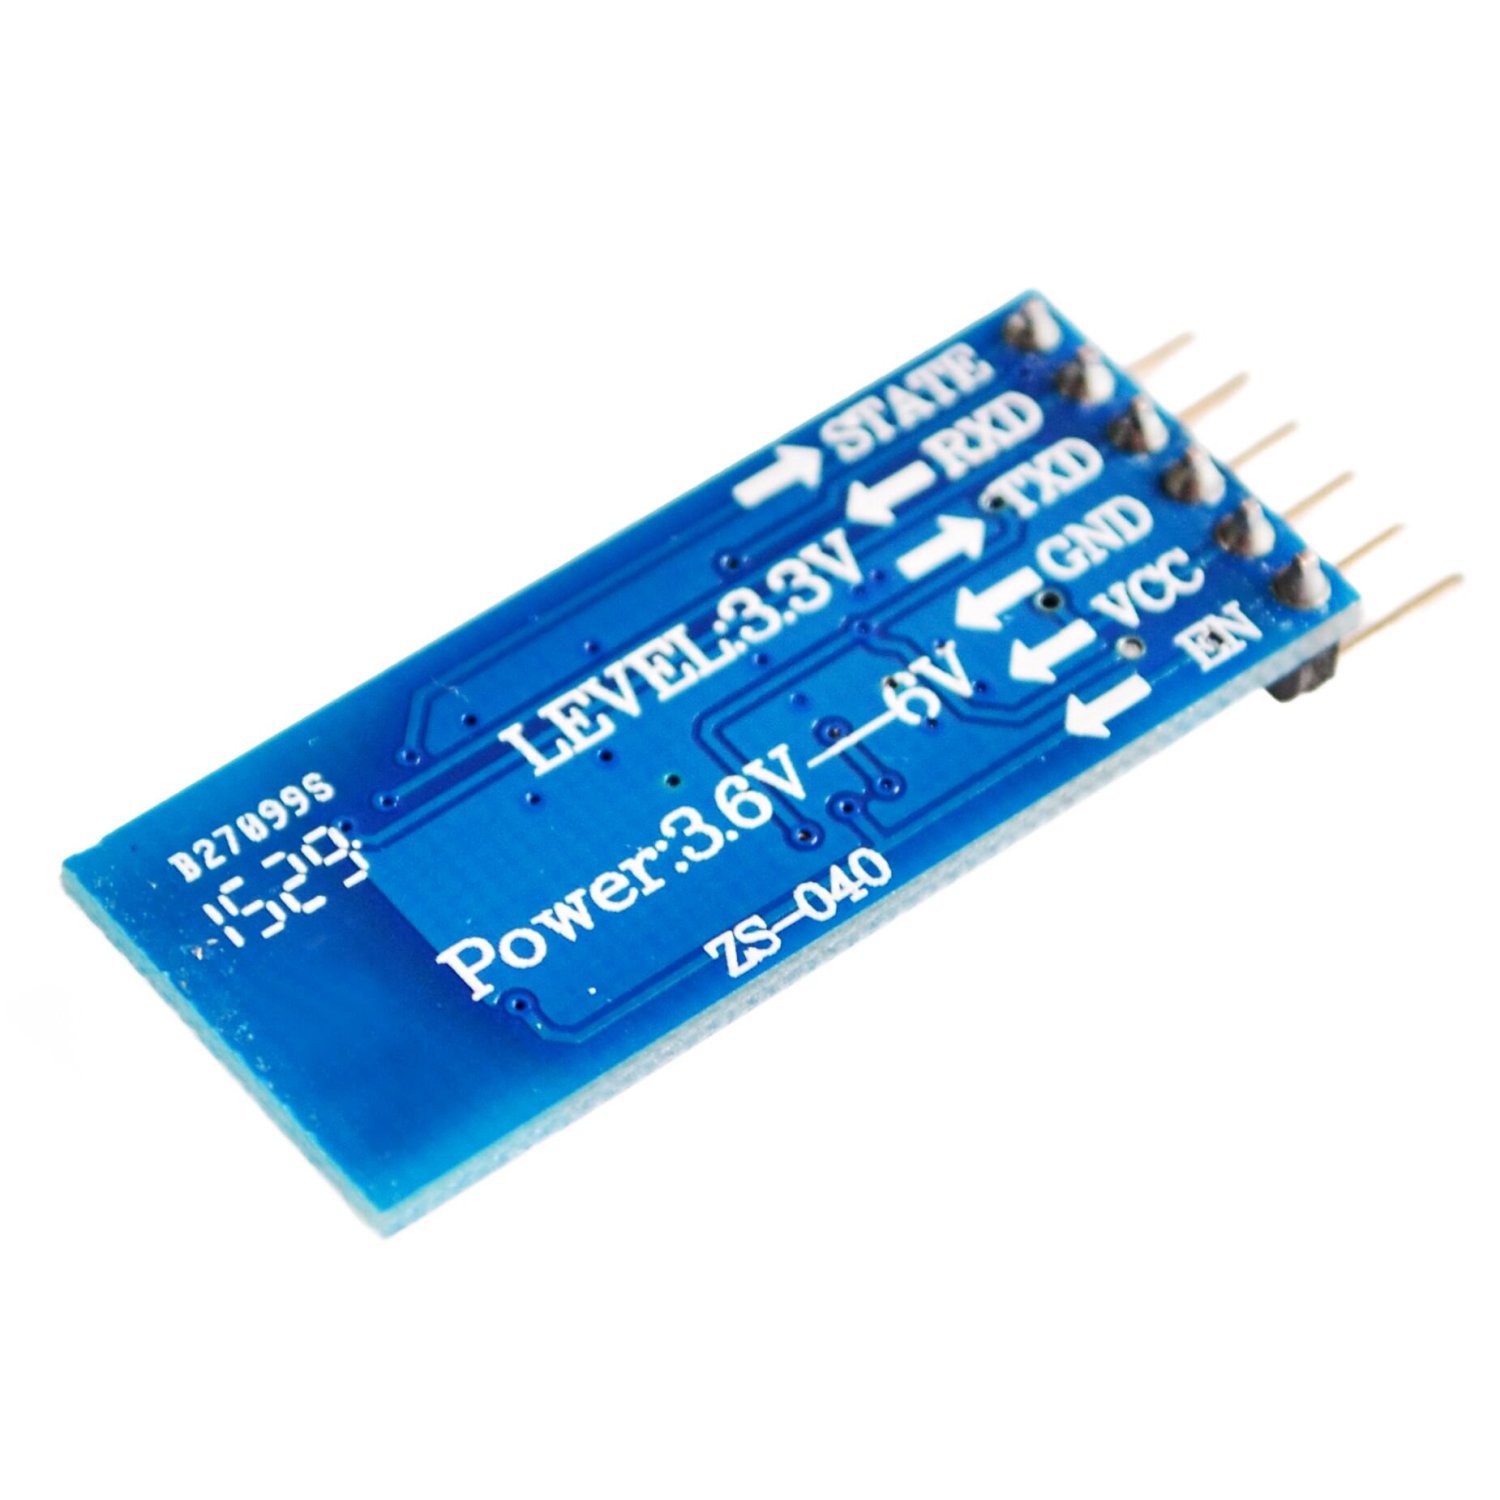 STATE
RXD
TXD
GND
VCC
EN
LEVEL:3.3V
Power:3.6V—6V
ZS-040
B27099S
1529